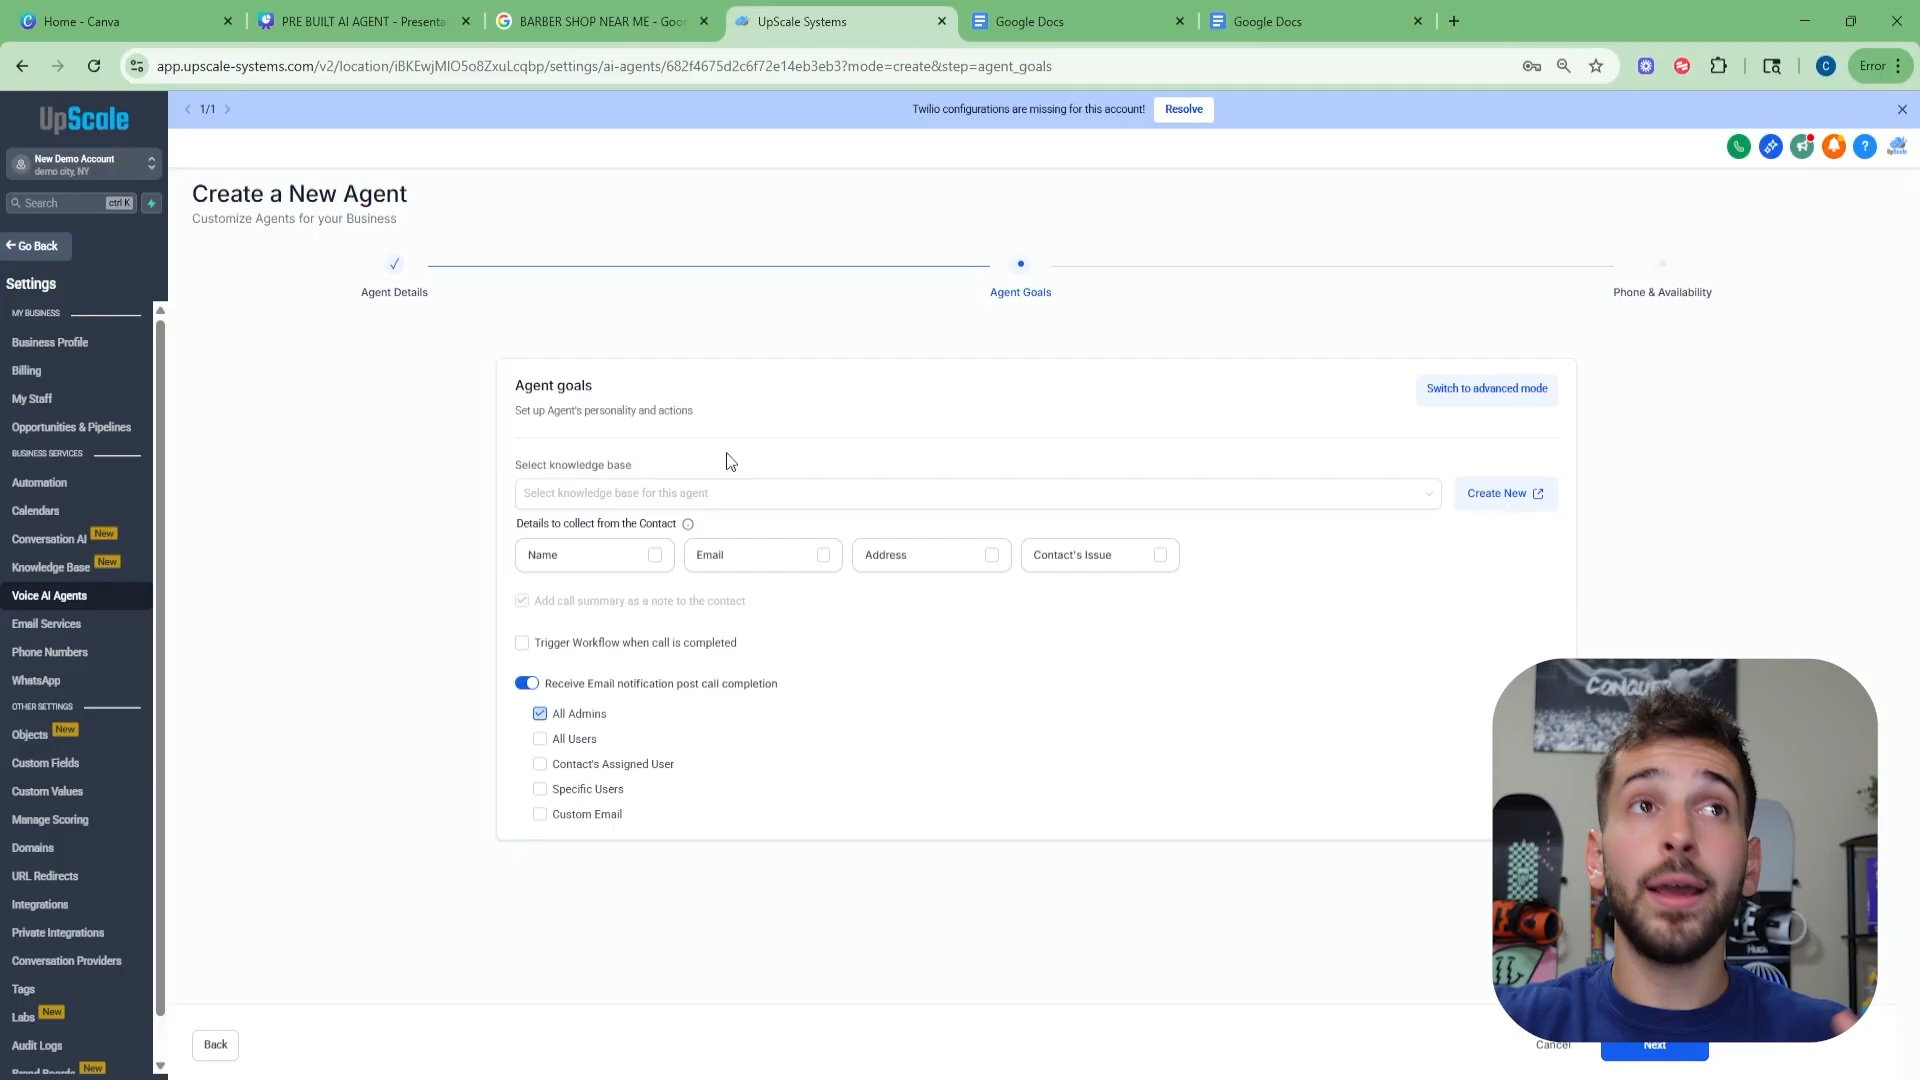 Home - Canva
PRE BUILT AI AGENT - Presenta
BARBER SHOP NEAR ME - Goo
UpScale Systems
Google Docs
Google Docs
app.upscale-systems.com/v2/location/iBKEwjMIO5o8ZxuLcqbp/settings/ai-agents/682f4675d2c6f72e14eb3eb3?mode=create&step=agent_goals
C
Error
UpScale
1/1
Twilio configurations are missing for this account!
Resolve
New Demo Account
demo city, NY
Search
ctrl K
Go Back
Settings
MY BUSINESS
Business Profile
Billing
My Staff
Opportunities & Pipelines
BUSINESS SERVICES
Automation
Calendars
Conversation AI New
Knowledge Base New
Voice AI Agents
Email Services
Phone Numbers
WhatsApp
OTHER SETTINGS
Objects New
Custom Fields
Custom Values
Manage Scoring
Domains
URL Redirects
Integrations
Private Integrations
Conversation Providers
Tags
Labs New
Audit Logs
Brand Boards New
Create a New Agent
Customize Agents for your Business
Agent Details
Agent Goals
Phone & Availability
Agent goals
Set up Agent's personality and actions
Switch to advanced mode
Select knowledge base
Select knowledge base for this agent
Create New
Details to collect from the Contact
Name
Email
Address
Contact's Issue
Add call summary as a note to the contact
Trigger Workflow when call is completed
Receive Email notification post call completion
All Admins
All Users
Contact's Assigned User
Specific Users
Custom Email
Back
Cancel
Next
CONQUER